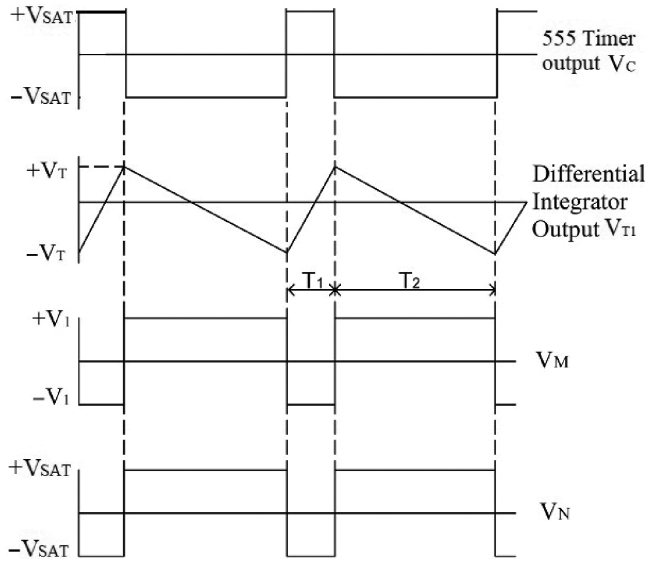 +VSAT
555 Timer
output VC
−VSAT
+VT
Differential
Integrator
Output VT1
−VT
T1
T2
+V1
VM
−V1
+VSAT
VN
−VSAT